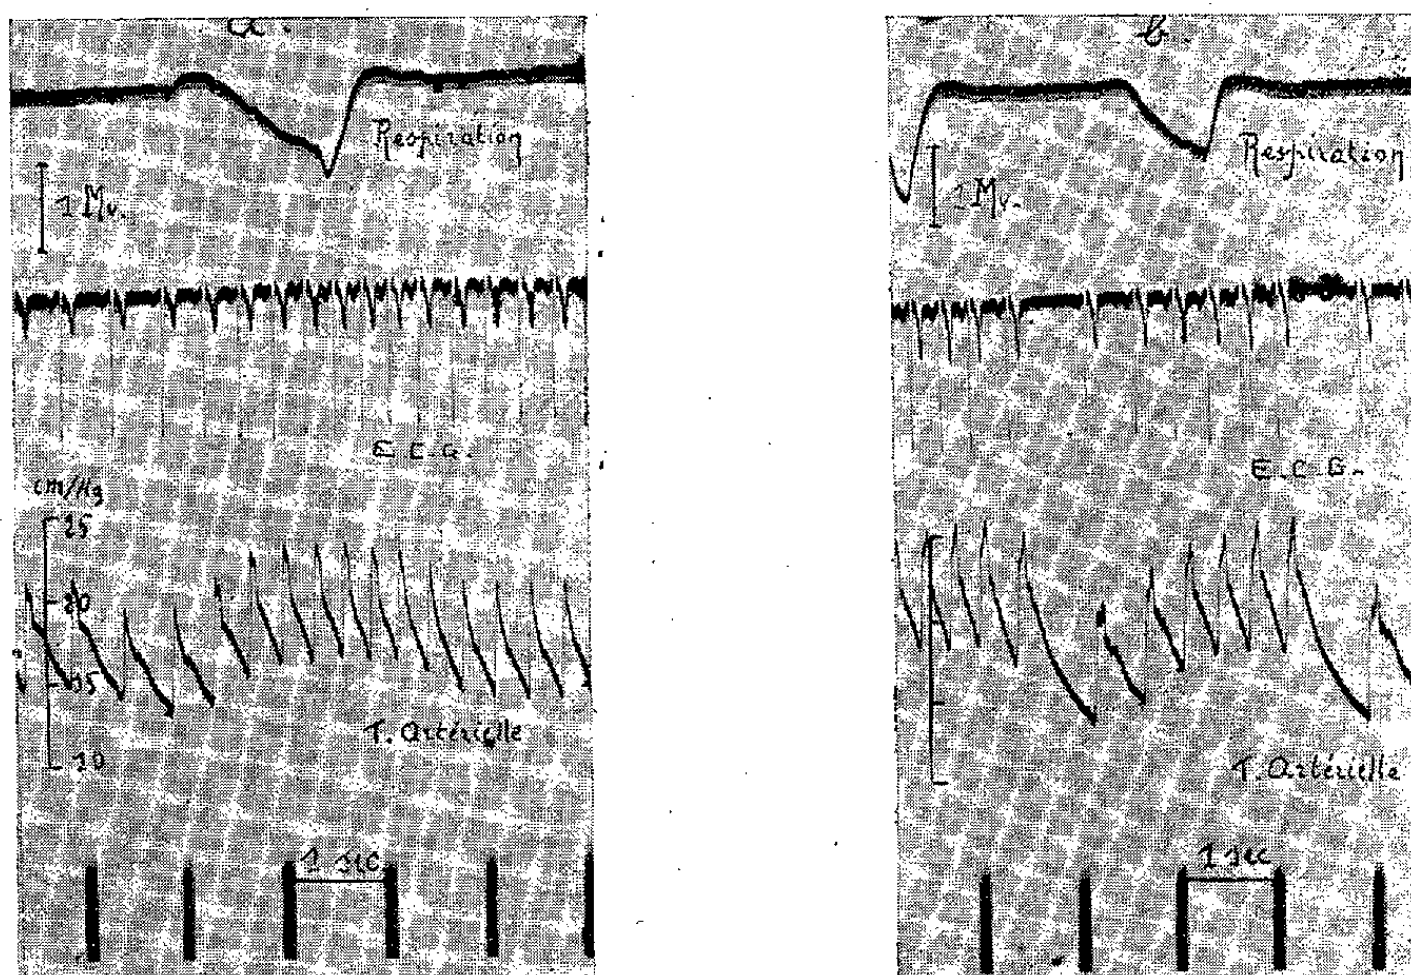 a.
Respiration
1 Mv.
E.C.G.
cm/Hg
25
20
15
10
T. Artérielle
1 sec
b.
Respiration
1 Mv.
E.C.G.
T. Artérielle
1 sec